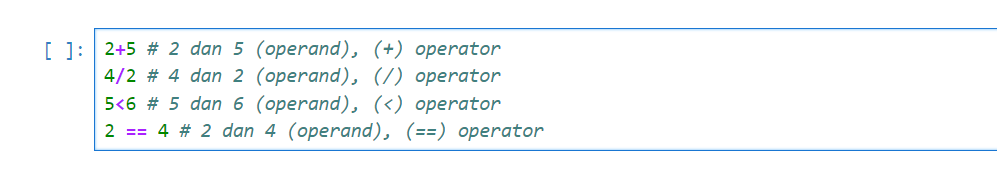 [ ]: 2+5 # 2 dan 5 (operand), (+) operator
4/2 # 4 dan 2 (operand), (/) operator
5<6 # 5 dan 6 (operand), (<) operator
2 == 4 # 2 dan 4 (operand), (==) operator